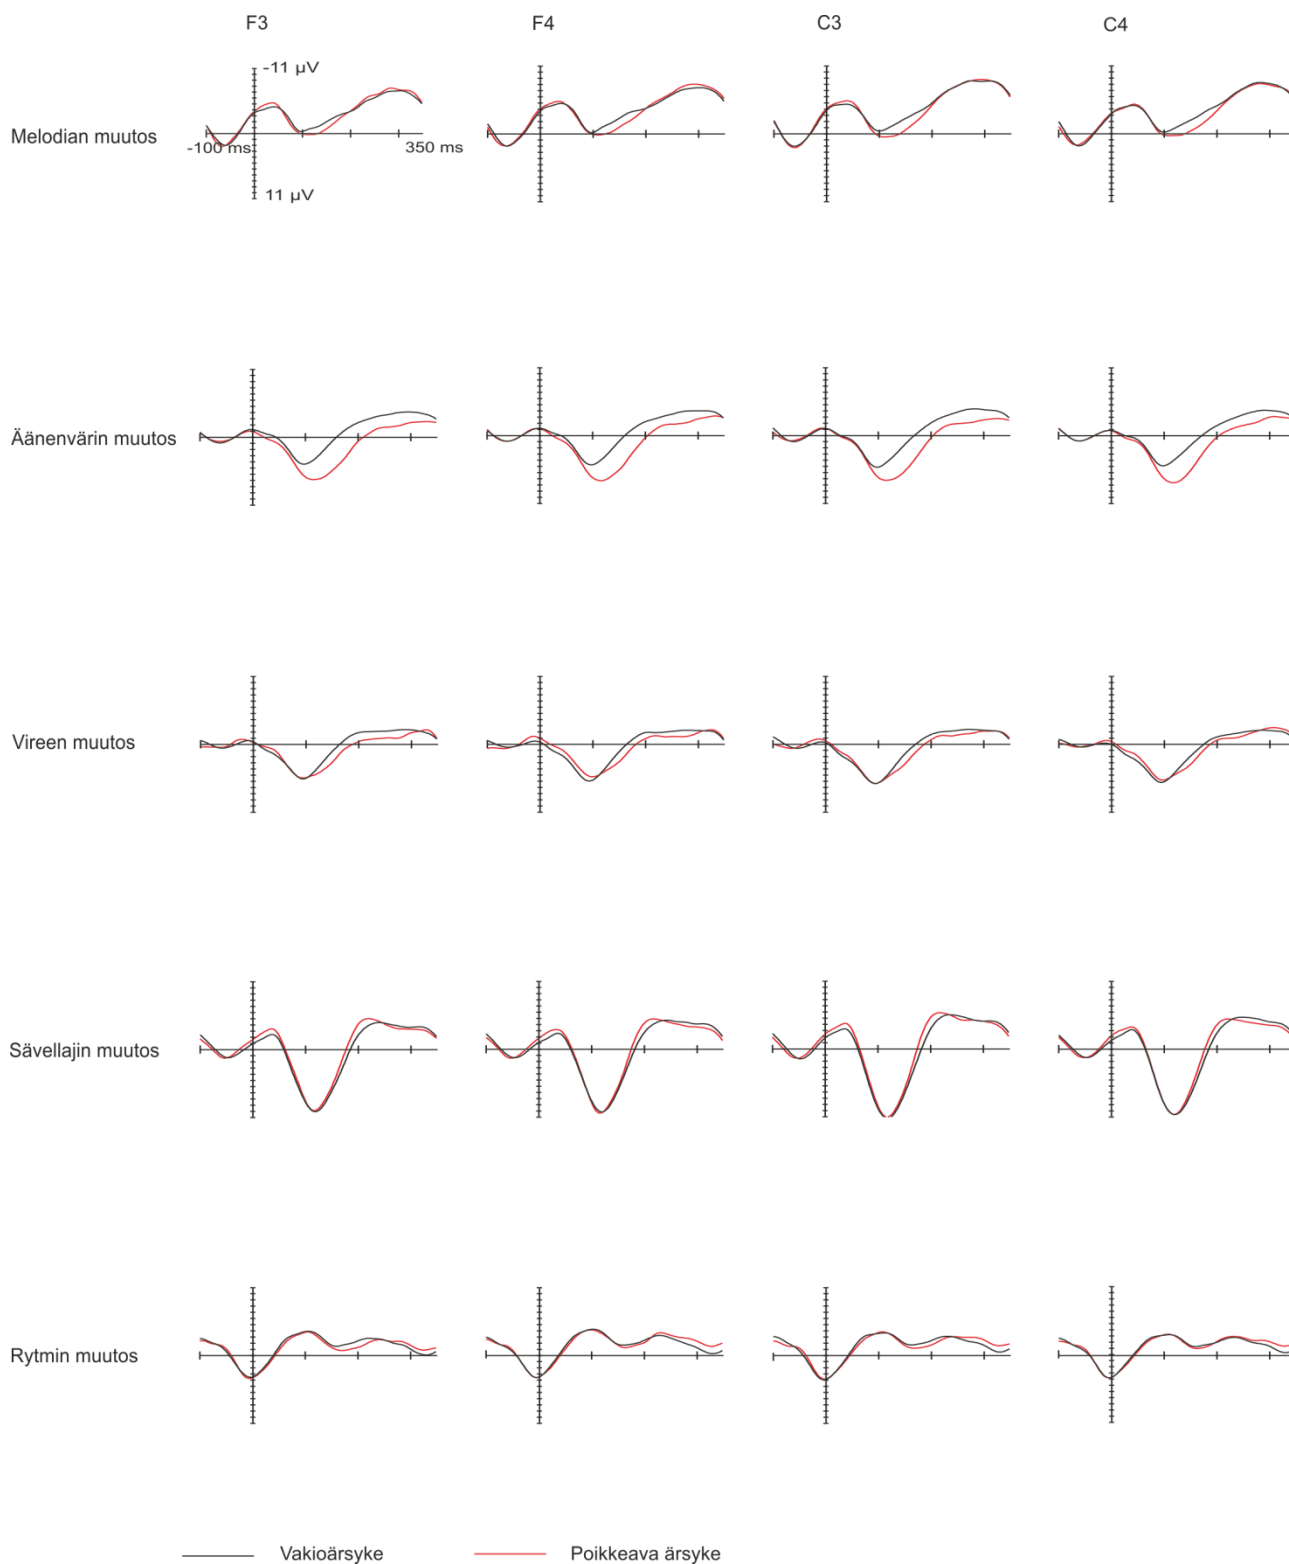 F3 F4 C3 C4
-11 µV
Melodian muutos
-100 ms 350 ms
11 µV
Äänenvärin muutos
Vireen muutos
Sävellajin muutos
Rytmin muutos
Vakioärsyke Poikkeava ärsyke